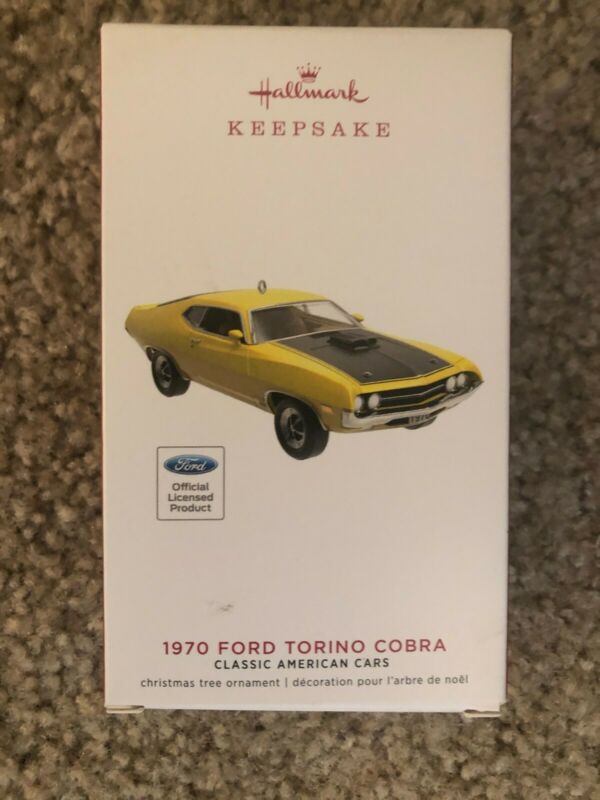 Hallmark
KEEPSAKE
Ford
Official
Licensed
Product
1970 FORD TORINO COBRA
CLASSIC AMERICAN CARS
christmas tree ornament | décoration pour l'arbre de noël